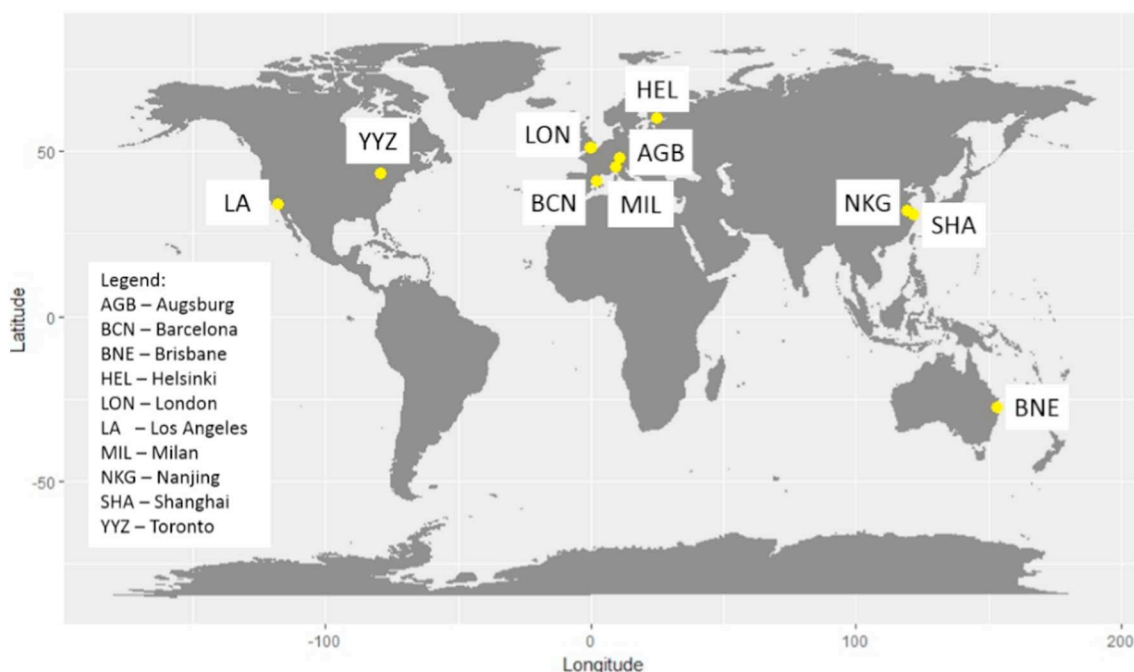 HEL
LON
YYZ
AGB
50
LA
BCN
MIL
NKG
SHA
Legend:
AGB – Augsburg
BCN – Barcelona
BNE – Brisbane
HEL – Helsinki
LON – London
LA – Los Angeles
MIL – Milan
NKG – Nanjing
SHA – Shanghai
YYZ – Toronto
Latitude
0
BNE
-50
-100
0
100
200
Longitude